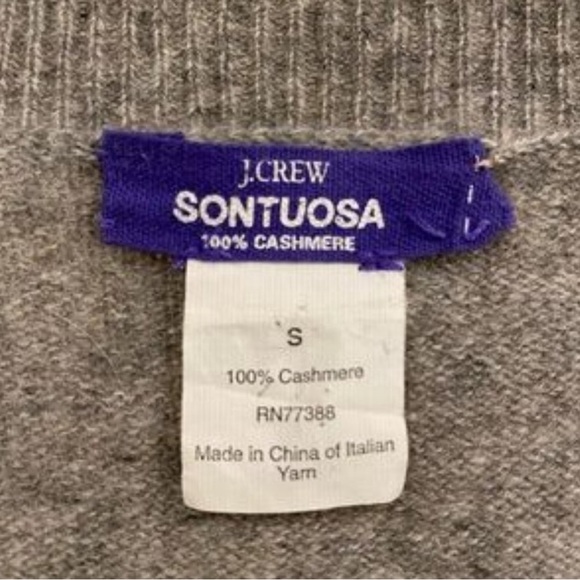 J.CREW
SONTUOSA
100% CASHMERE
S
100% Cashmere
RN77388
Made in China of Italian
Yarn